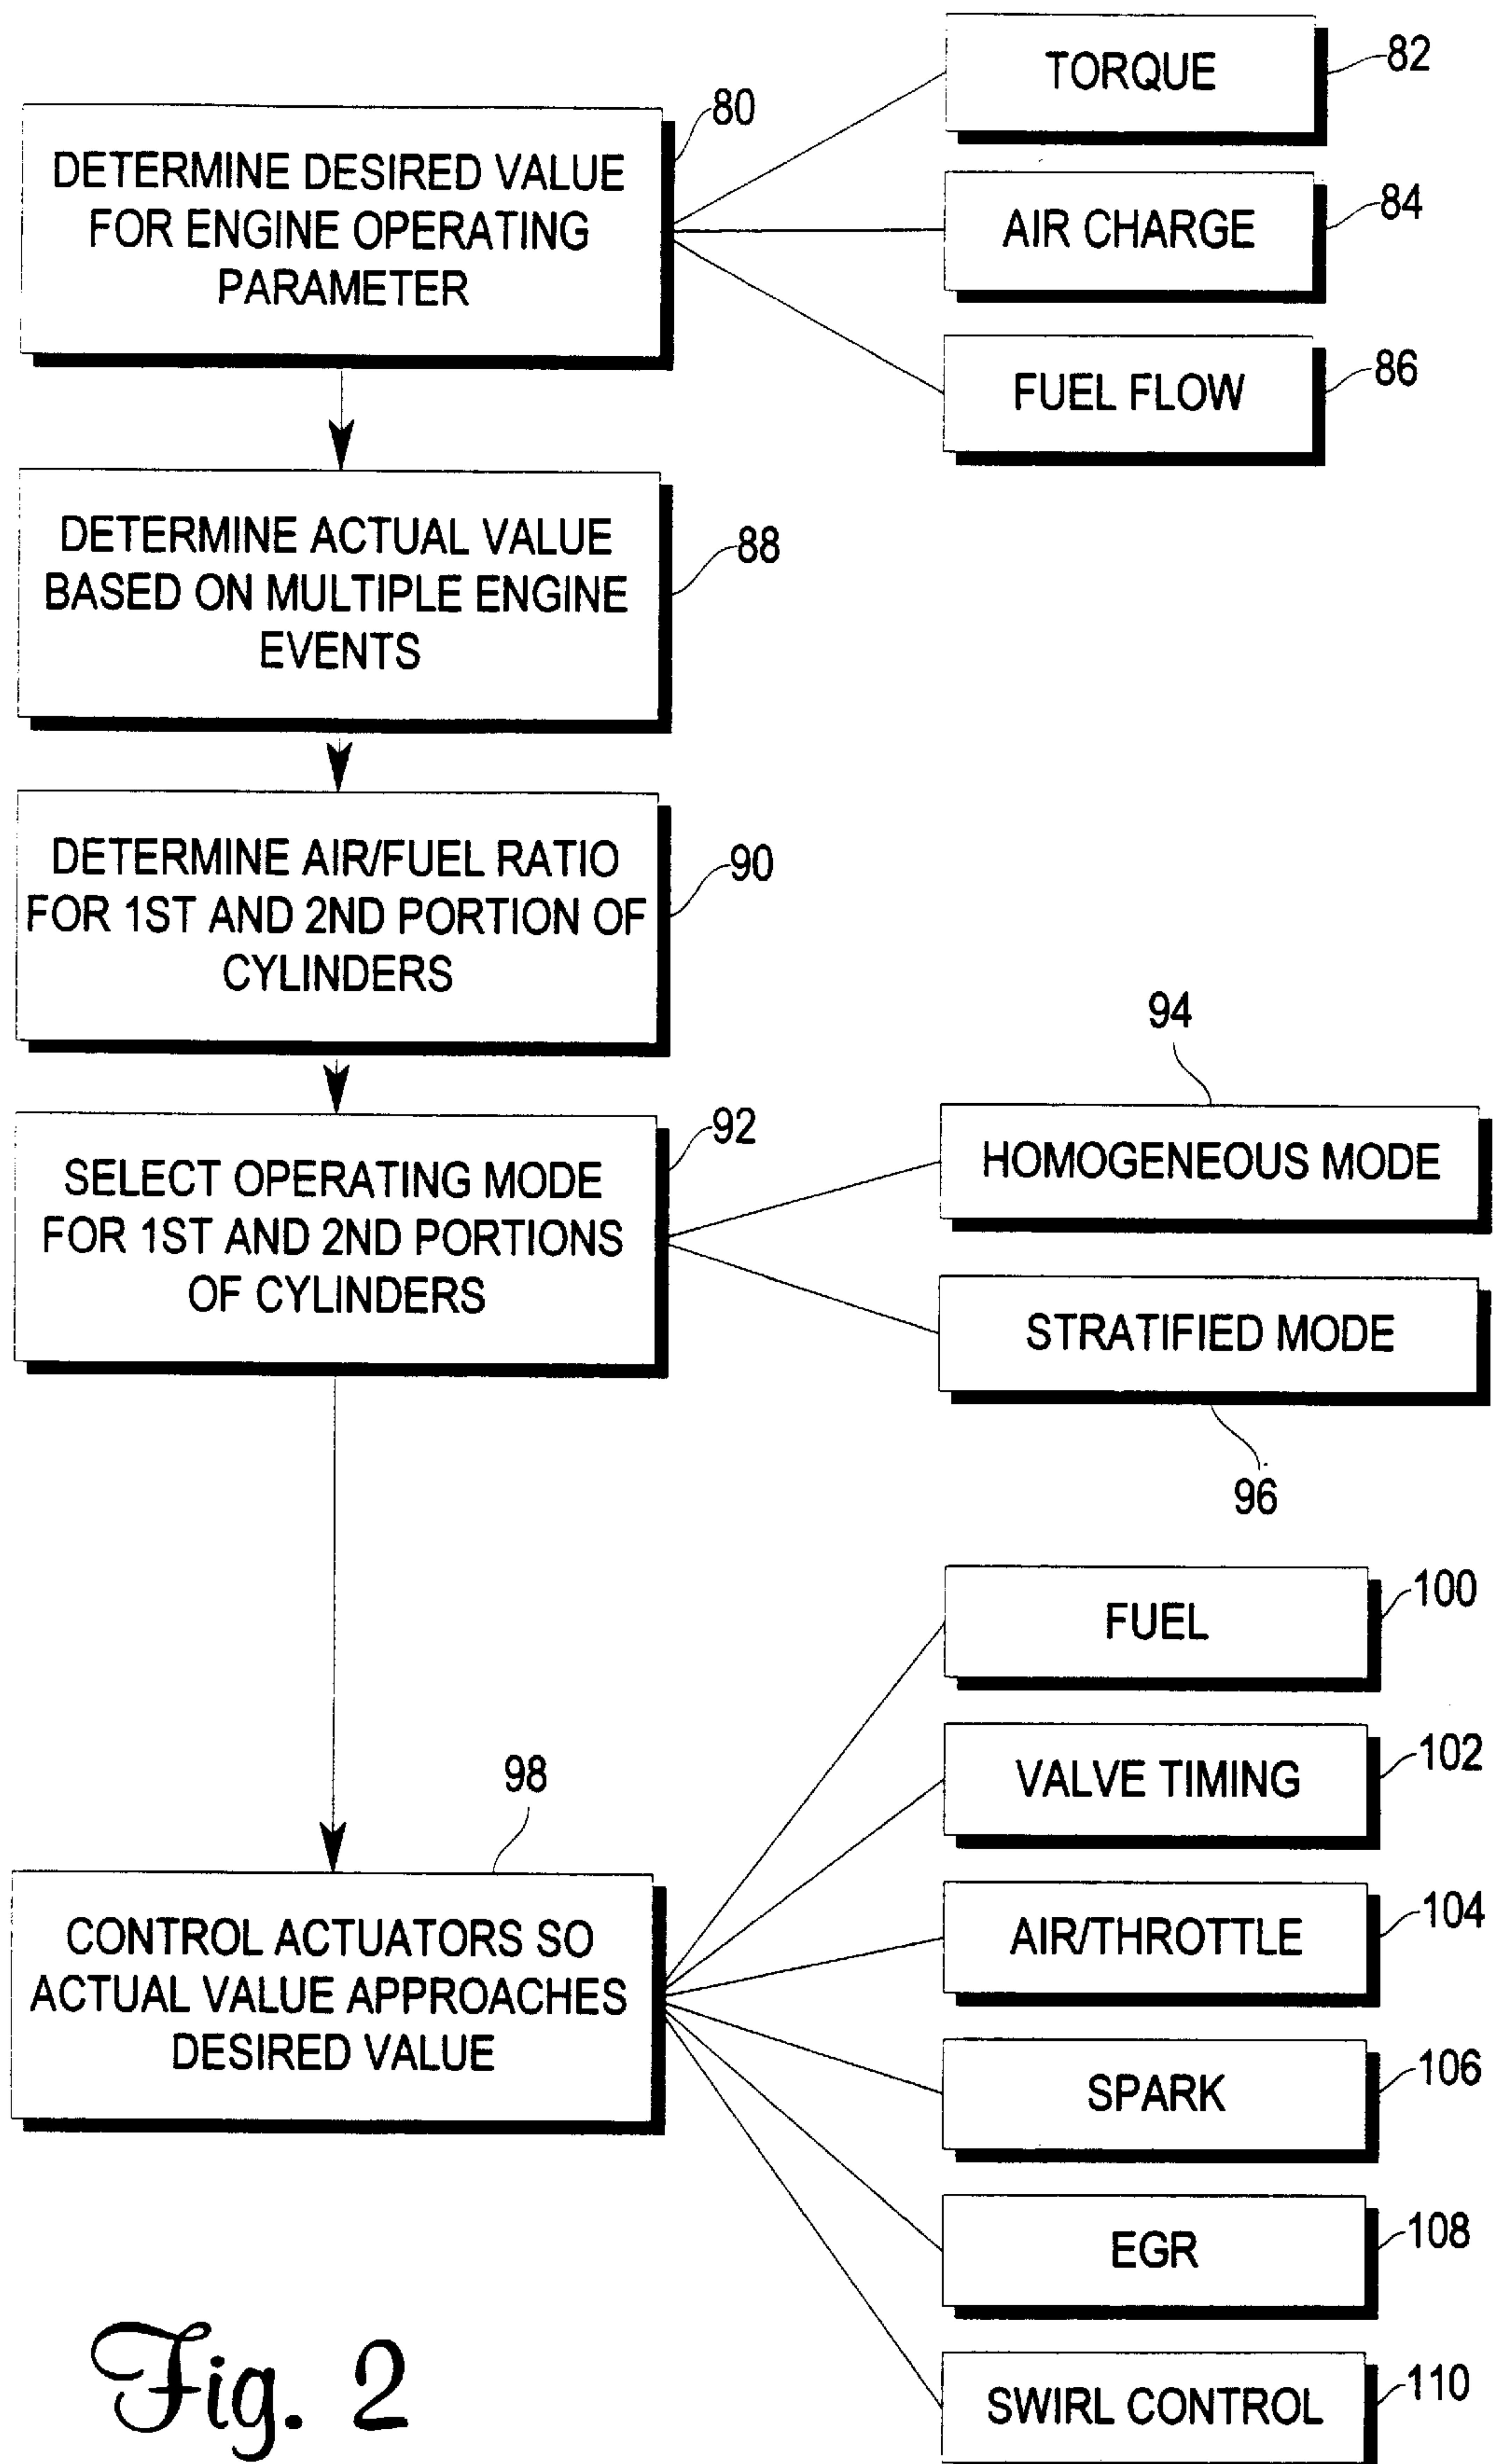 DETERMINE DESIRED VALUE
FOR ENGINE OPERATING
PARAMETER
80
TORQUE
82
AIR CHARGE
84
FUEL FLOW
86
DETERMINE ACTUAL VALUE
BASED ON MULTIPLE ENGINE
EVENTS
88
DETERMINE AIR/FUEL RATIO
FOR 1ST AND 2ND PORTION OF
CYLINDERS
90
SELECT OPERATING MODE
FOR 1ST AND 2ND PORTIONS
OF CYLINDERS
92
94
HOMOGENEOUS MODE
STRATIFIED MODE
96
98
CONTROL ACTUATORS SO
ACTUAL VALUE APPROACHES
DESIRED VALUE
FUEL
100
VALVE TIMING
102
AIR/THROTTLE
104
SPARK
106
EGR
108
SWIRL CONTROL
110
Fig. 2